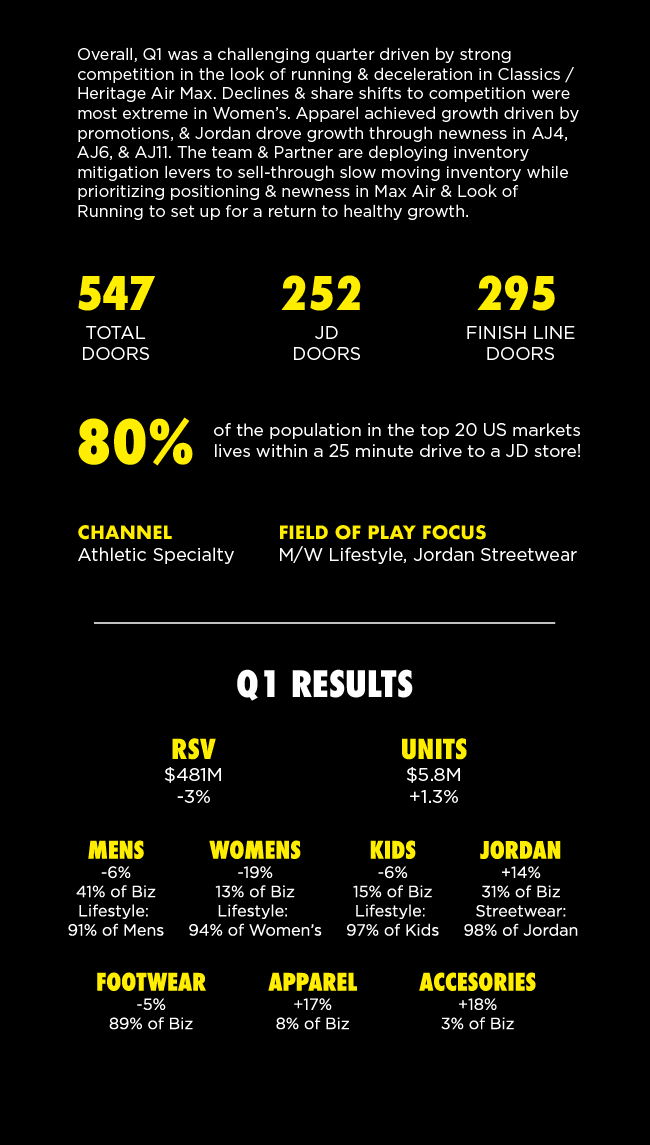 Overall, Q1 was a challenging quarter driven by strong
competition in the look of running & deceleration in Classics /
Heritage Air Max. Declines & share shifts to competition were
most extreme in Women's. Apparel achieved growth driven by
promotions, & Jordan drove growth through newness in AJ4,
AJ6, & AJ11. The team & Partner are deploying inventory
mitigation levers to sell-through slow moving inventory while
prioritizing positioning & newness in Max Air & Look of
Running to set up for a return to healthy growth.
547
TOTAL
DOORS
252
JD
DOORS
295
FINISH LINE
DOORS
80%
of the population in the top 20 US markets
lives within a 25 minute drive to a JD store!
CHANNEL
Athletic Specialty
FIELD OF PLAY FOCUS
M/W Lifestyle, Jordan Streetwear
Q1 RESULTS
RSV
$481M
-3%
UNITS
$5.8M
+1.3%
MENS
-6%
41% of Biz
Lifestyle:
91% of Mens
WOMENS
-19%
13% of Biz
Lifestyle:
94% of Women's
KIDS
-6%
15% of Biz
Lifestyle:
97% of Kids
JORDAN
+14%
31% of Biz
Streetwear:
98% of Jordan
FOOTWEAR
-5%
89% of Biz
APPAREL
+17%
8% of Biz
ACCESORIES
+18%
3% of Biz